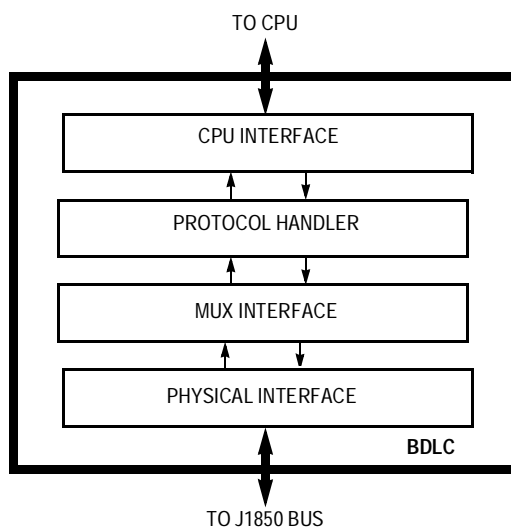 TO CPU
CPU INTERFACE
PROTOCOL HANDLER
MUX INTERFACE
PHYSICAL INTERFACE
BDLC
TO J1850 BUS